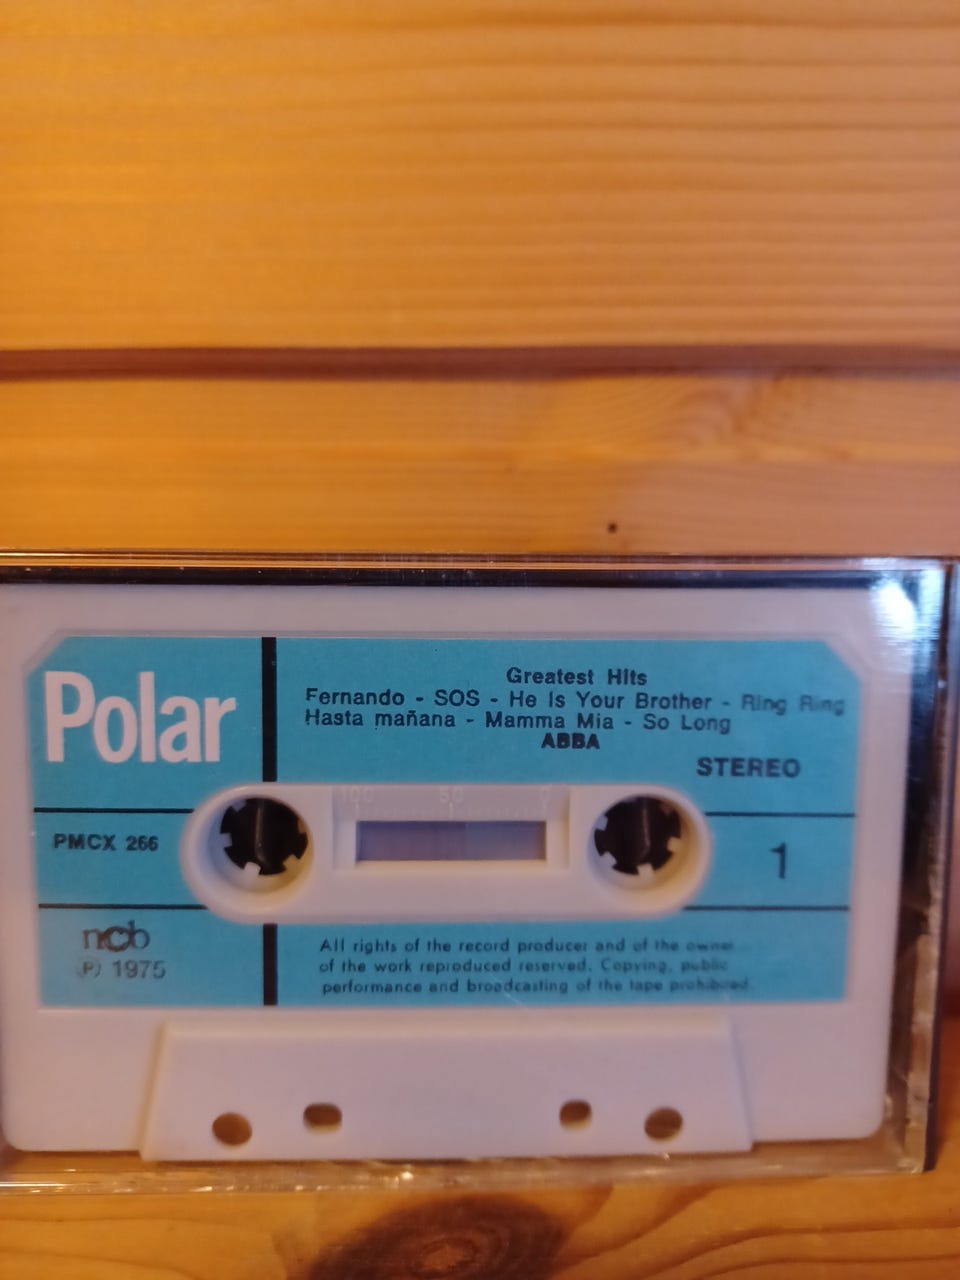 Polar
Greatest Hits
Fernando - SOS - He Is Your Brother - Ring Ring
Hasta mañana - Mamma Mia - So Long
ABBA
STEREO
100 50 0
PMCX 266
1
ncb
Ⓟ 1975
All rights of the record producer and of the owner
of the work reproduced reserved. Copying, public
performance and broadcasting of the tape prohibited.